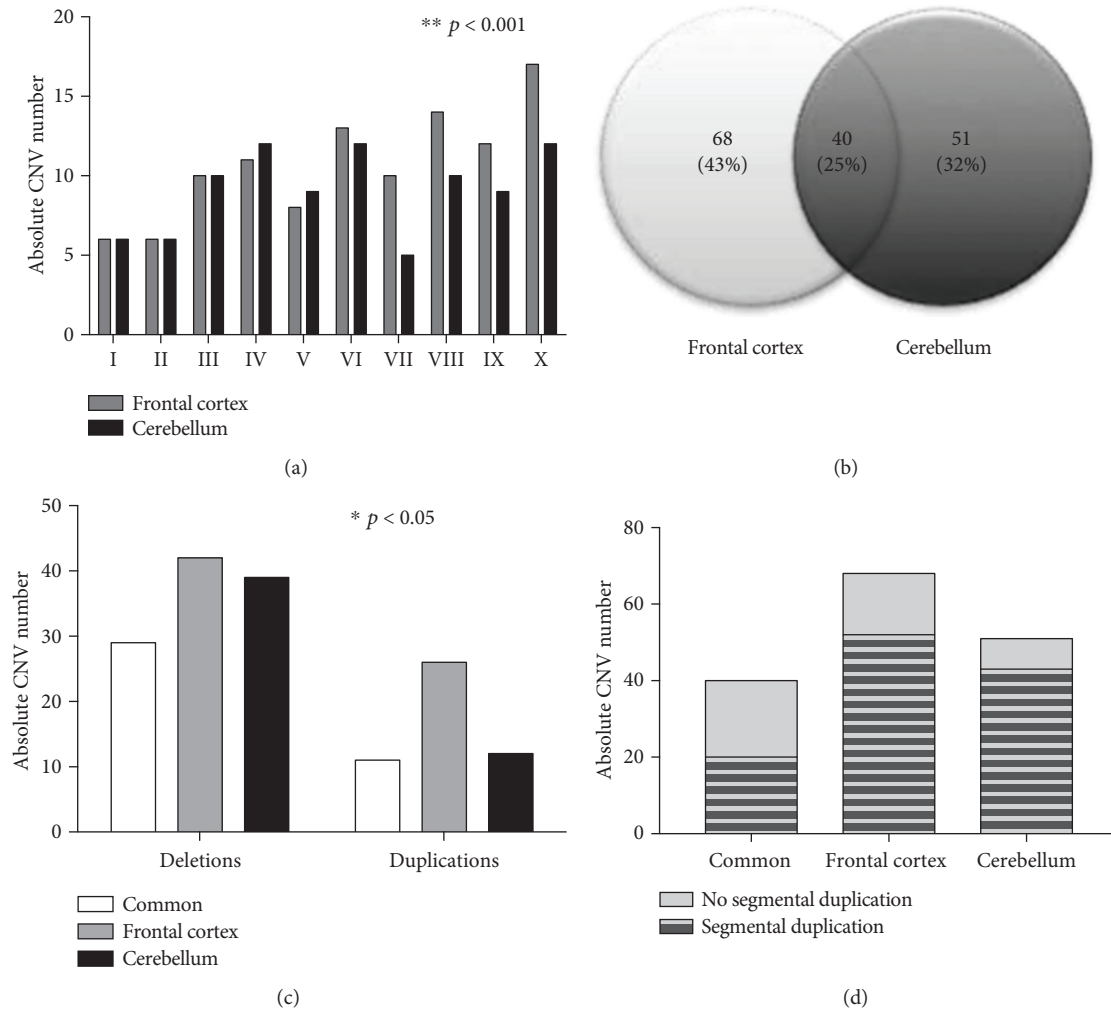 20
15
10
5
0
Absolute CNV number
** p < 0.001
I II III IV V VI VII VIII IX X
Frontal cortex
Cerebellum
(a)
68
(43%)
40
(25%)
51
(32%)
Frontal cortex
Cerebellum
(b)
50
40
30
20
10
0
Absolute CNV number
* p < 0.05
Deletions Duplications
Common
Frontal cortex
Cerebellum
(c)
80
60
40
20
0
Absolute CNV number
Common Frontal cortex Cerebellum
No segmental duplication
Segmental duplication
(d)